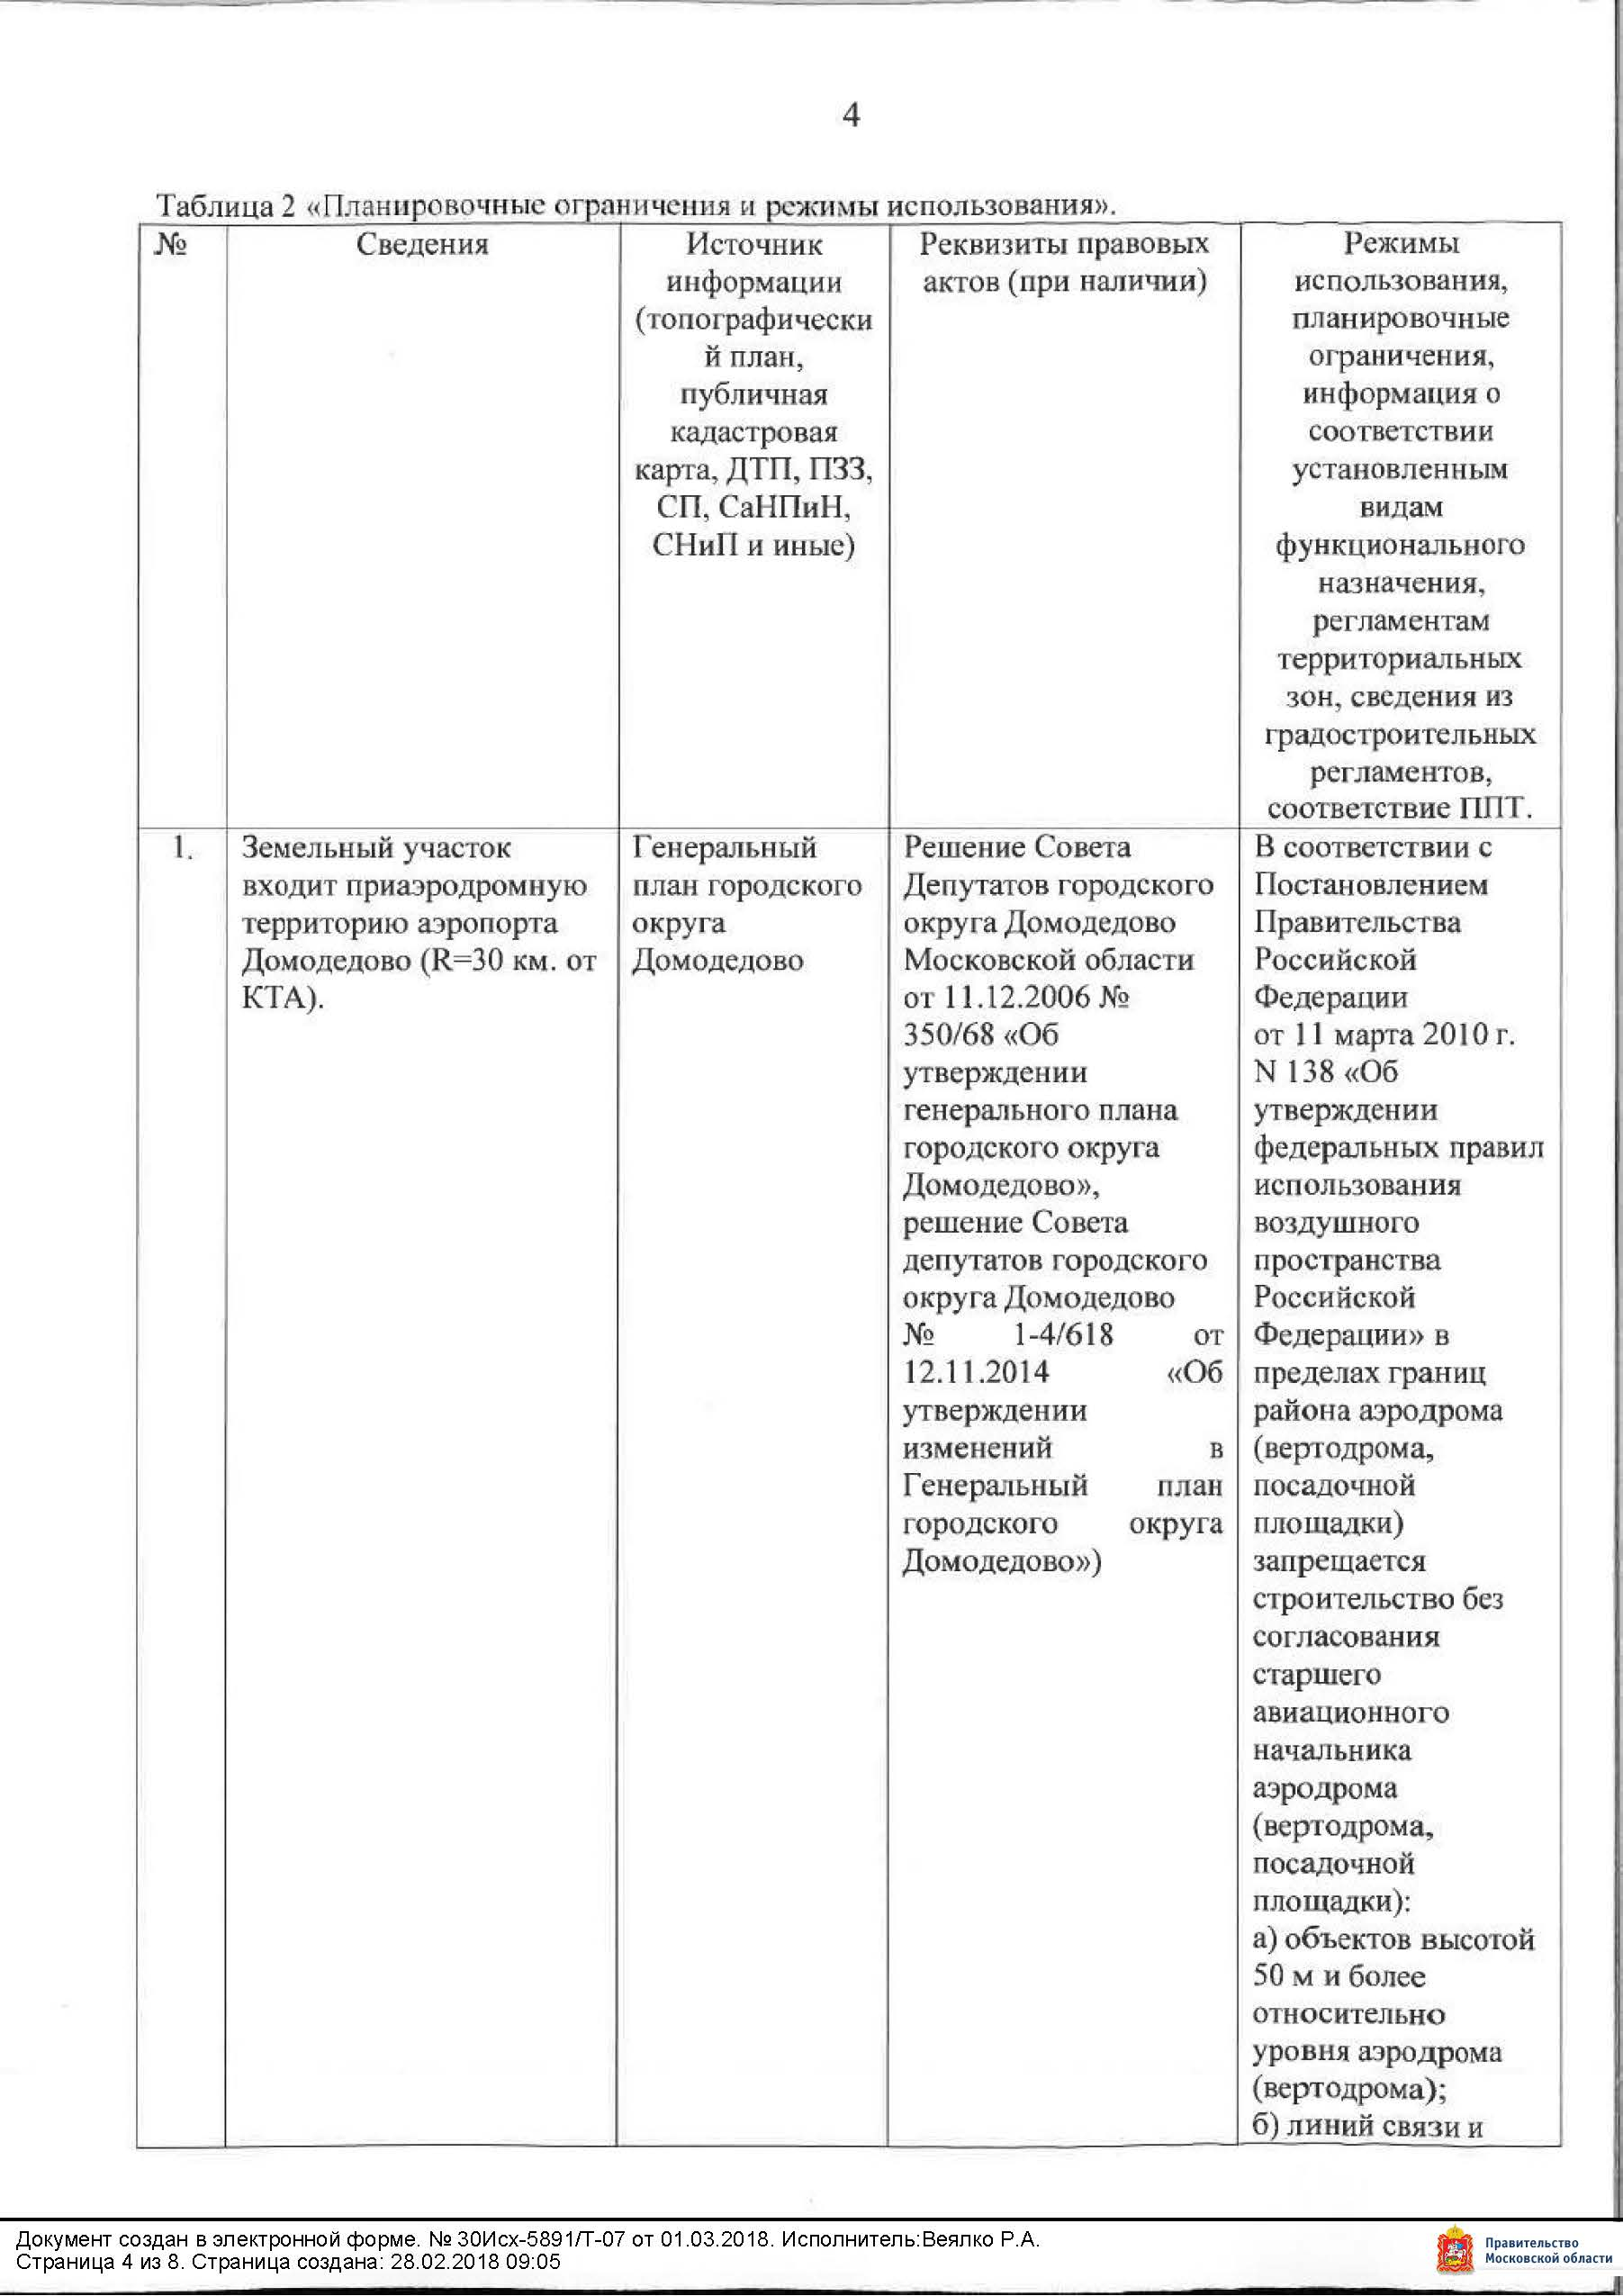 4
Таблица 2 «Планировочные ограничения и режимы использования».
№
Сведения
Источник
информации
(топографически
й план,
публичная
кадастровая
карта, ДТП, ПЗЗ,
СП, СаНПиН,
СНиП и иные)
Реквизиты правовых
актов (при наличии)
Режимы
использования,
планировочные
ограничения,
информация о
соответствии
установленным
видам
функционального
назначения,
регламентам
территориальных
зон, сведения из
градостроительных
регламентов,
соответствие ППТ.
1.
Земельный участок
входит приаэродромную
территорию аэропорта
Домодедово (R=30 км. от
КТА).
Генеральный
план городского
округа
Домодедово
Решение Совета
Депутатов городского
округа Домодедово
Московской области
от 11.12.2006 №
350/68 «Об
утверждении
генерального плана
городского округа
Домодедово»,
решение Совета
депутатов городского
округа Домодедово
№ 1-4/618 от
12.11.2014 «Об
утверждении
изменений в
Генеральный план
городского округа
Домодедово»)
В соответствии с
Постановлением
Правительства
Российской
Федерации
от 11 марта 2010 г.
N 138 «Об
утверждении
федеральных правил
использования
воздушного
пространства
Российской
Федерации» в
пределах границ
района аэродрома
(вертодрома,
посадочной
площадки)
запрещается
строительство без
согласования
старшего
авиационного
начальника
аэродрома
(вертодрома,
посадочной
площадки):
а) объектов высотой
50 м и более
относительно
уровня аэродрома
(вертодрома);
б) линий связи и
Документ создан в электронной форме. № 30Исх-5891/Т-07 от 01.03.2018. Исполнитель:Веялко Р.А.
Страница 4 из 8. Страница создана: 28.02.2018 09:05
Правительство
Московской области